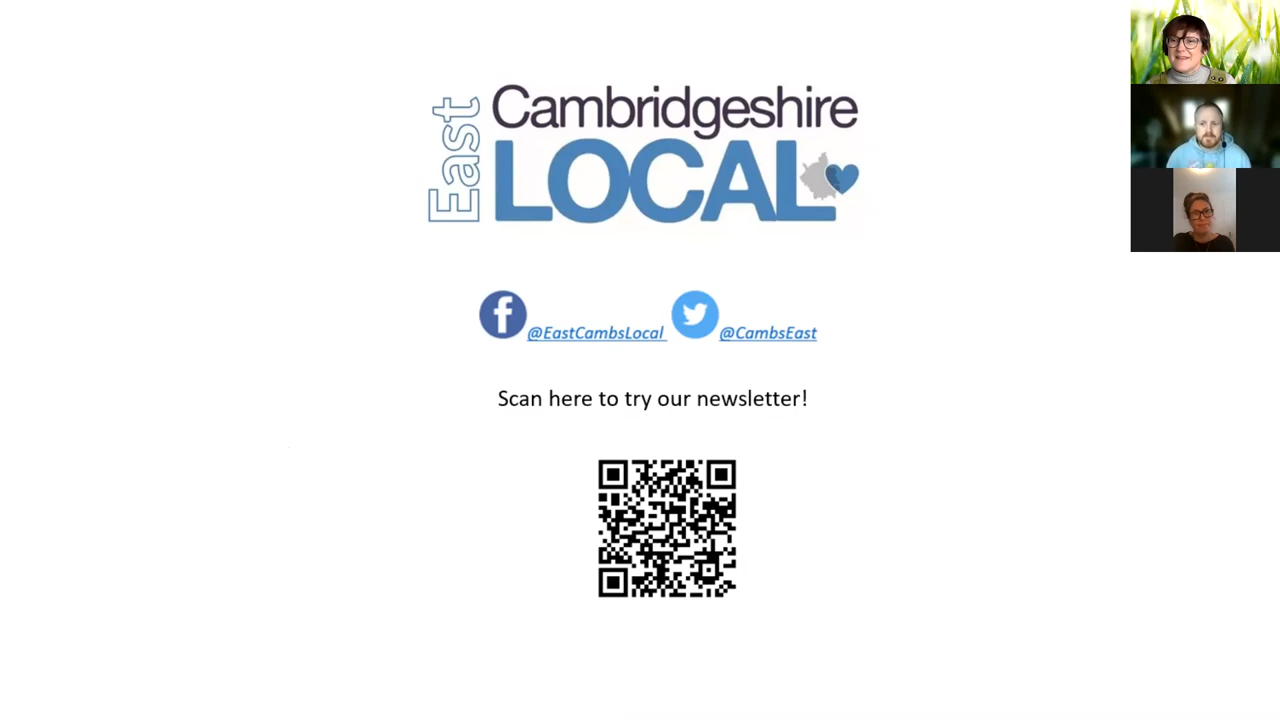 East
Cambridgeshire
LOCAL
@EastCambsLocal @CambsEast
Scan here to try our newsletter!